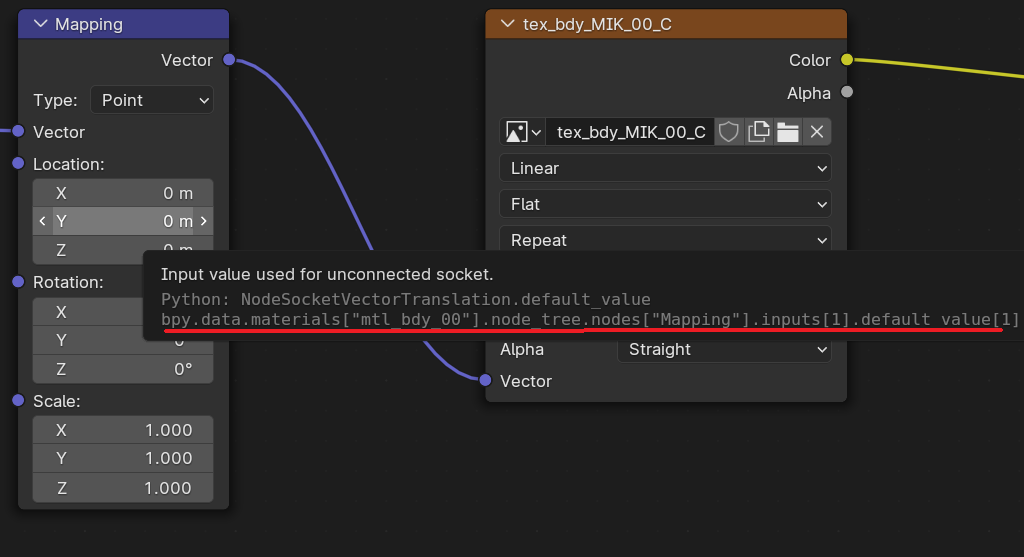 Mapping
Vector
Type: Point
Vector
Location:
X 0 m
Y 0 m
Z 0 m
Rotation:
X
Y 0°
Z 0°
Scale:
X 1.000
Y 1.000
Z 1.000
tex_bdy_MIK_00_C
Color
Alpha
tex_bdy_MIK_00_C
Linear
Flat
Repeat
Input value used for unconnected socket.
Python: NodeSocketVectorTranslation.default_value
bpy.data.materials["mtl_bdy_00"].node_tree.nodes["Mapping"].inputs[1].default_value[1]
Alpha Straight
Vector